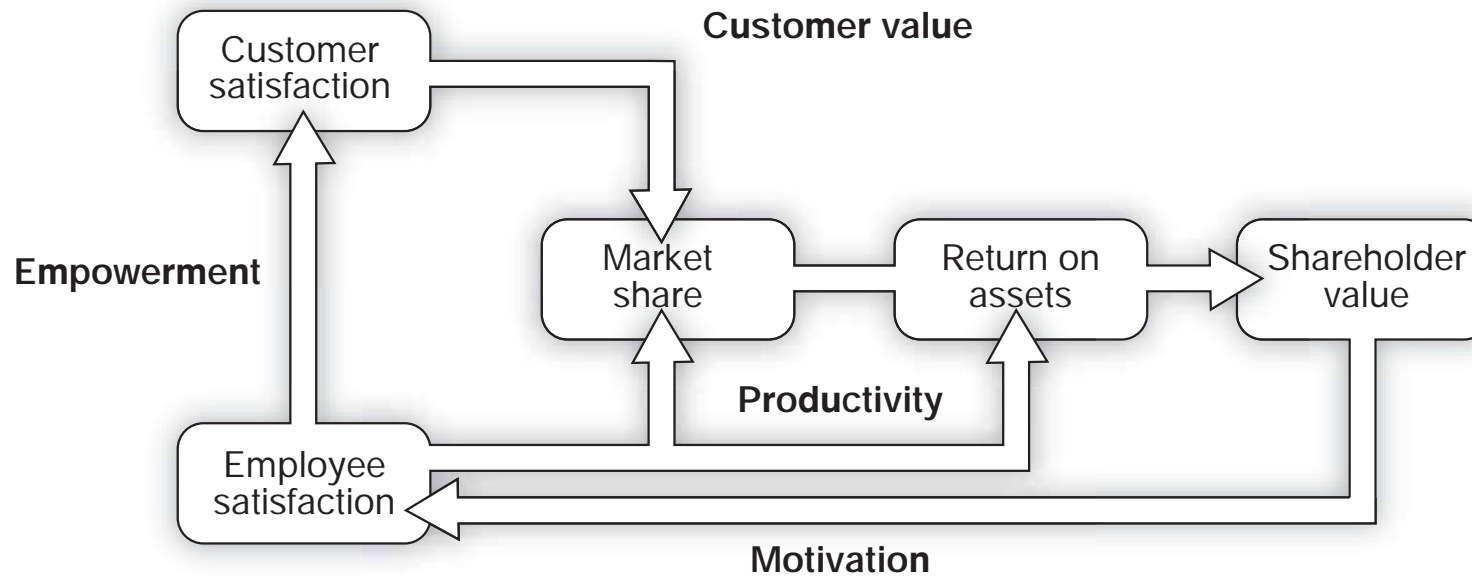 Customer value
Customer
satisfaction
Empowerment
Market
share
Return on
assets
Shareholder
value
Productivity
Employee
satisfaction
Motivation